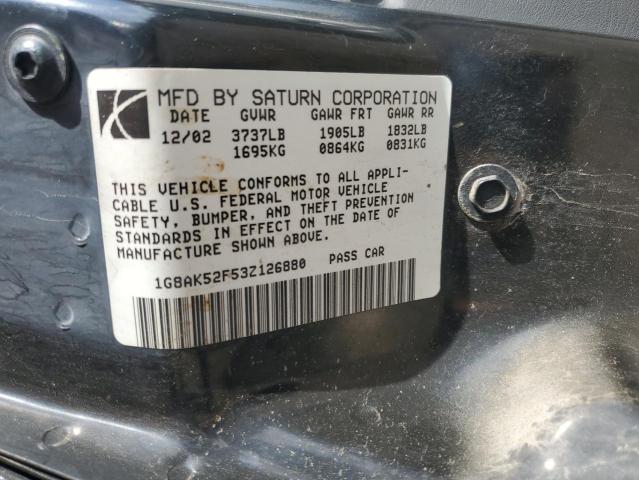 MFD BY SATURN CORPORATION
DATE GVWR GAWR FRT GAWR RR
12/02 3737LB 1905LB 1832LB
1695KG 0864KG 0831KG
THIS VEHICLE CONFORMS TO ALL APPLI-
CABLE U.S. FEDERAL MOTOR VEHICLE
SAFETY, BUMPER, AND THEFT PREVENTION
STANDARDS IN EFFECT ON THE DATE OF
MANUFACTURE SHOWN ABOVE.
1G8AK52F53Z126880 PASS CAR